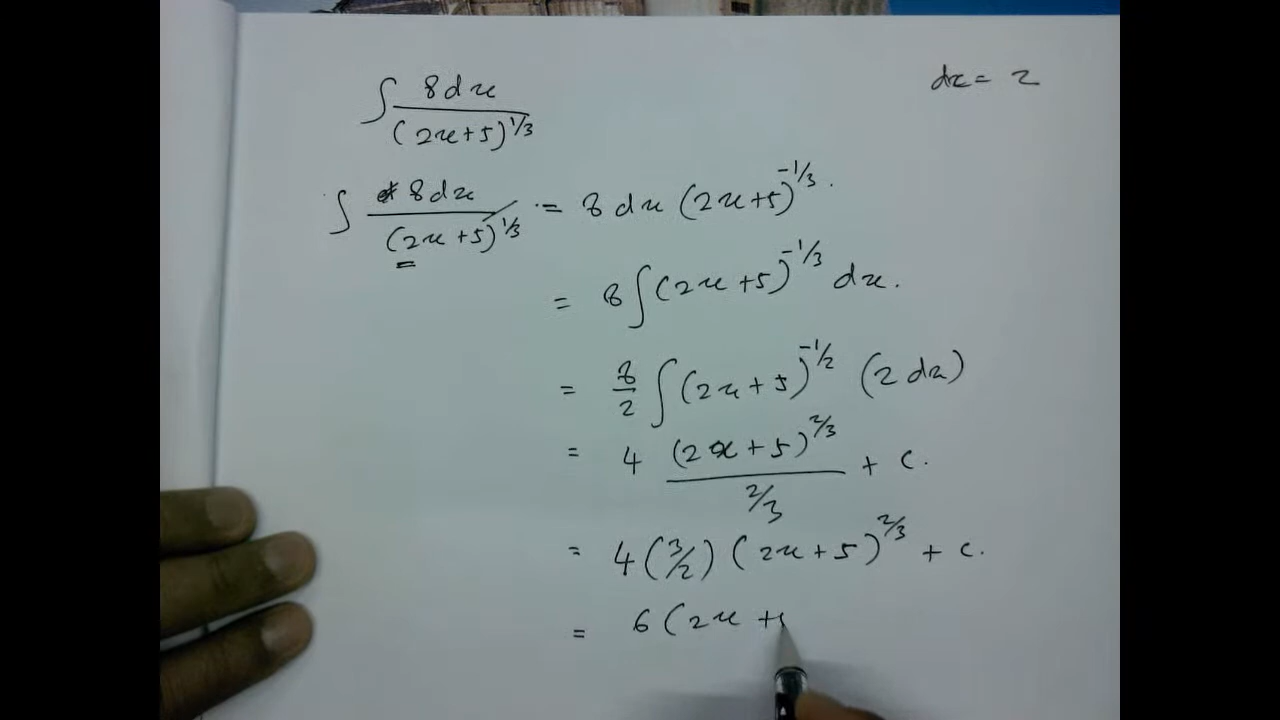 ∫ 8dx / (2x+5)^1/3
dx = 2
∫ 8dx / (2x+5)^1/3 = 8 dx (2x+5)^-1/3.
= 8 ∫ (2x+5)^-1/3 dx.
= 8/2 ∫ (2x+5)^-1/2 (2 dx)
= 4 (2x+5)^2/3 / 2/3 + c.
= 4(3/2) (2x+5)^2/3 + c.
= 6(2x +